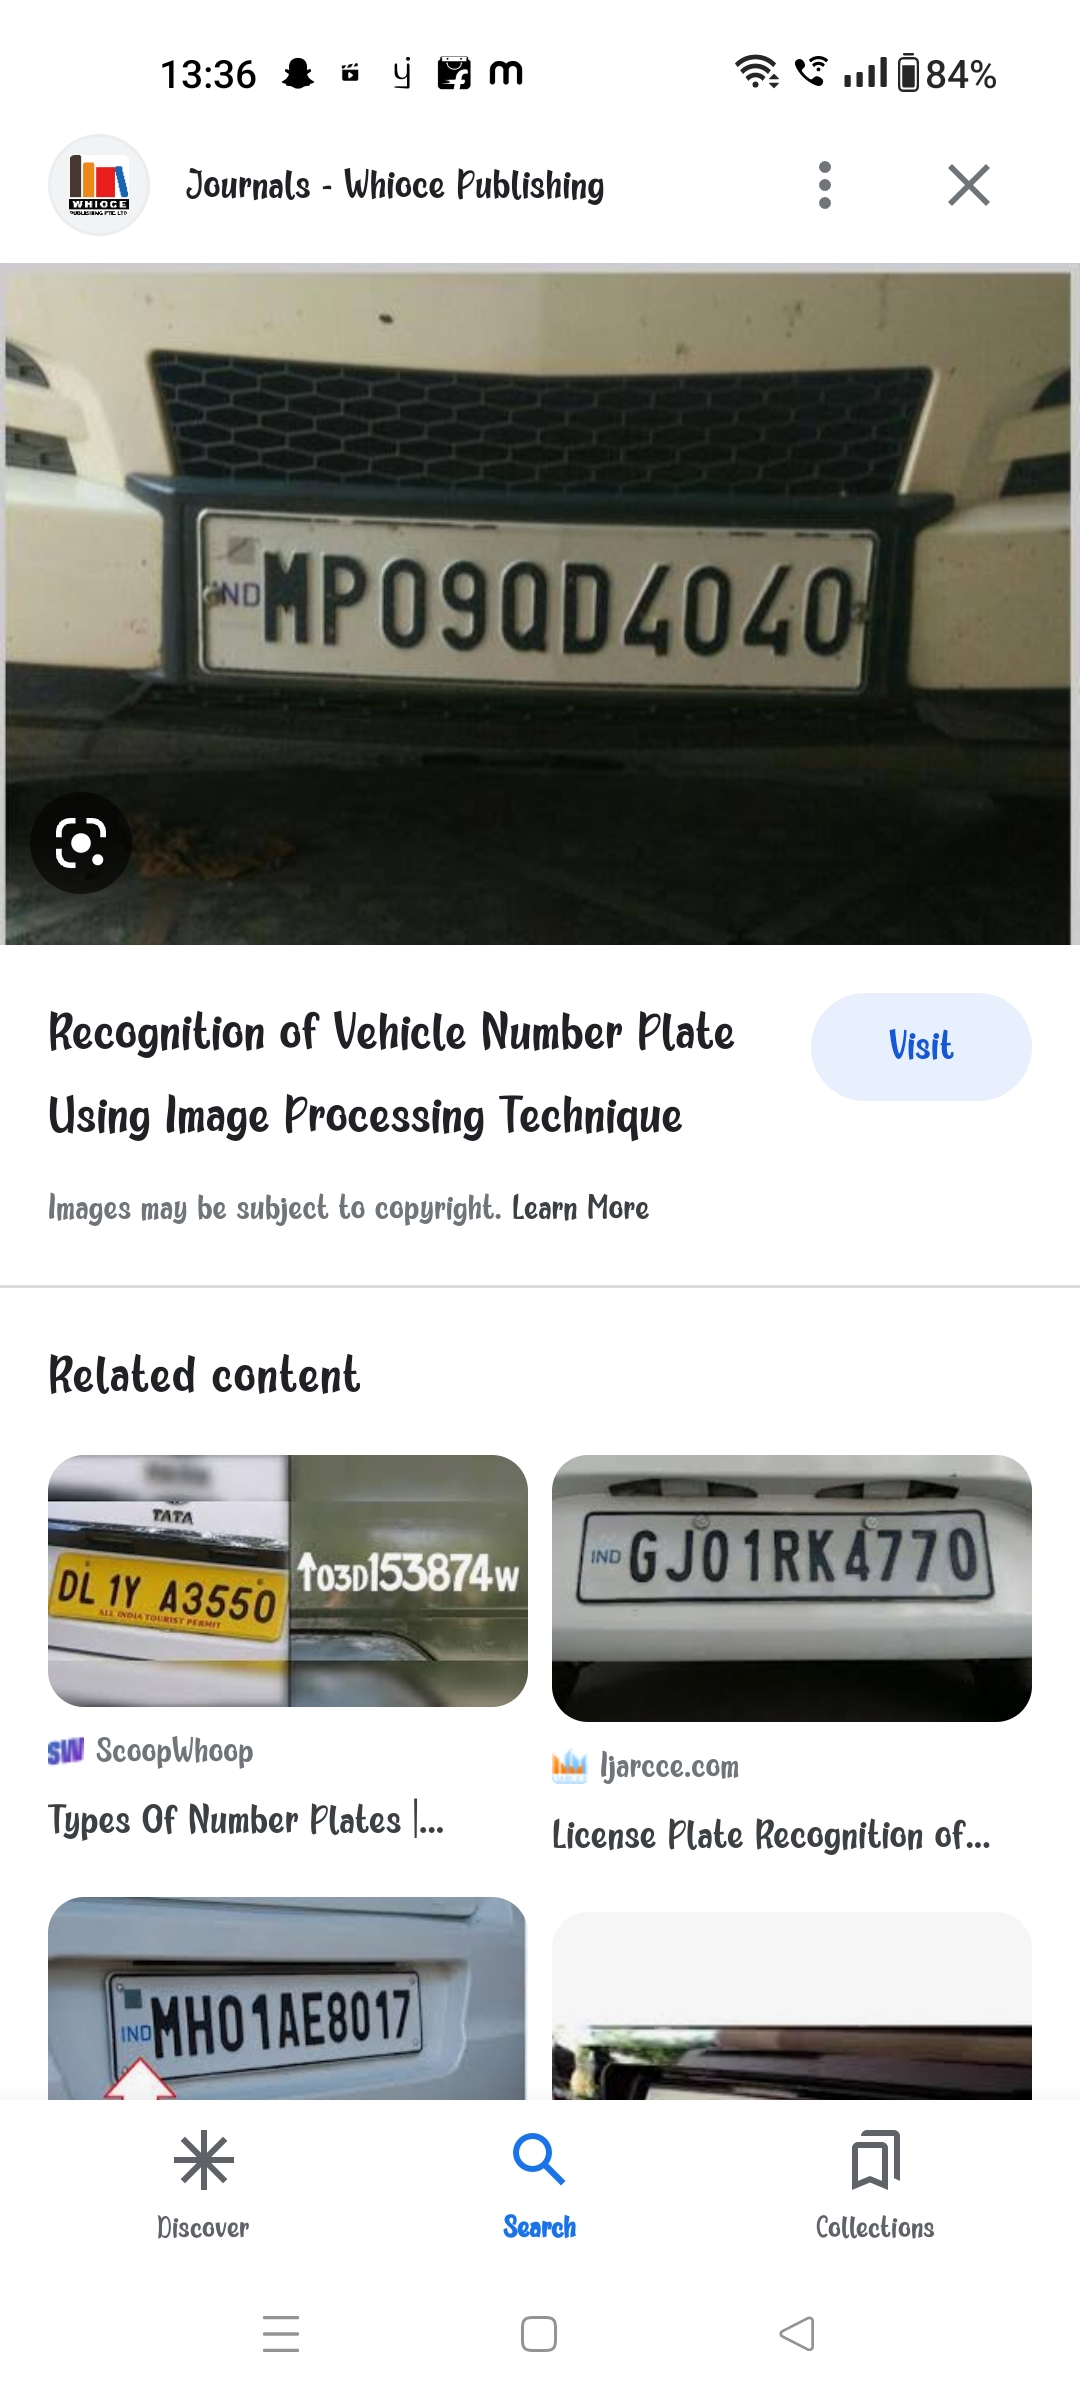 13:36
84%
WHIOCE
PUBLISHING PTE. LTD
Journals - Whioce Publishing
IND
MP09QD4040
Recognition of Vehicle Number Plate
Using Image Processing Technique
Visit
Images may be subject to copyright. Learn More
Related content
TATA
DL 1Y A3550
ALL INDIA TOURIST PERMIT
↑03D153874W
IND GJ01RK4770
SW ScoopWhoop
Types Of Number Plates |...
Ijarcce.com
License Plate Recognition of...
IND
MH01AE8017
Discover
Search
Collections